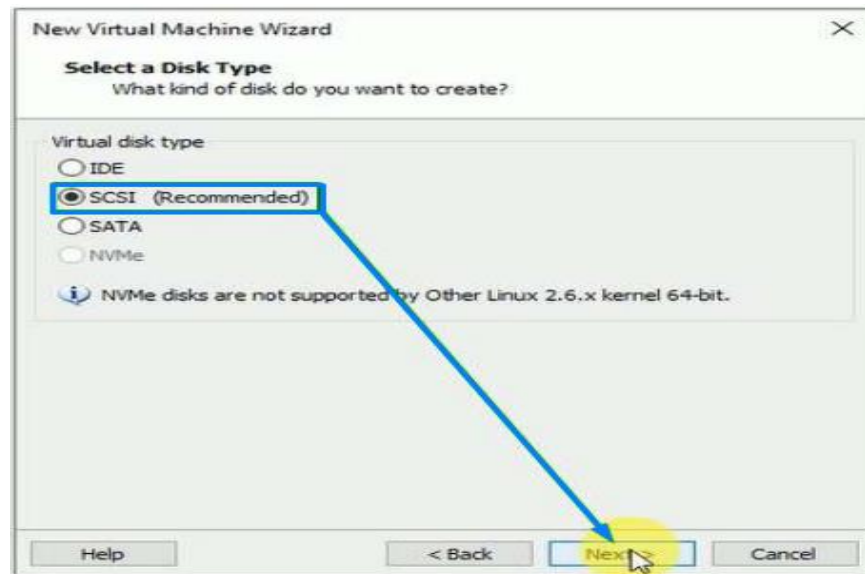 New Virtual Machine Wizard
Select a Disk Type
What kind of disk do you want to create?
Virtual disk type
IDE
SCSI (Recommended)
SATA
NVMe
NVMe disks are not supported by Other Linux 2.6.x kernel 64-bit.
Help < Back Next > Cancel